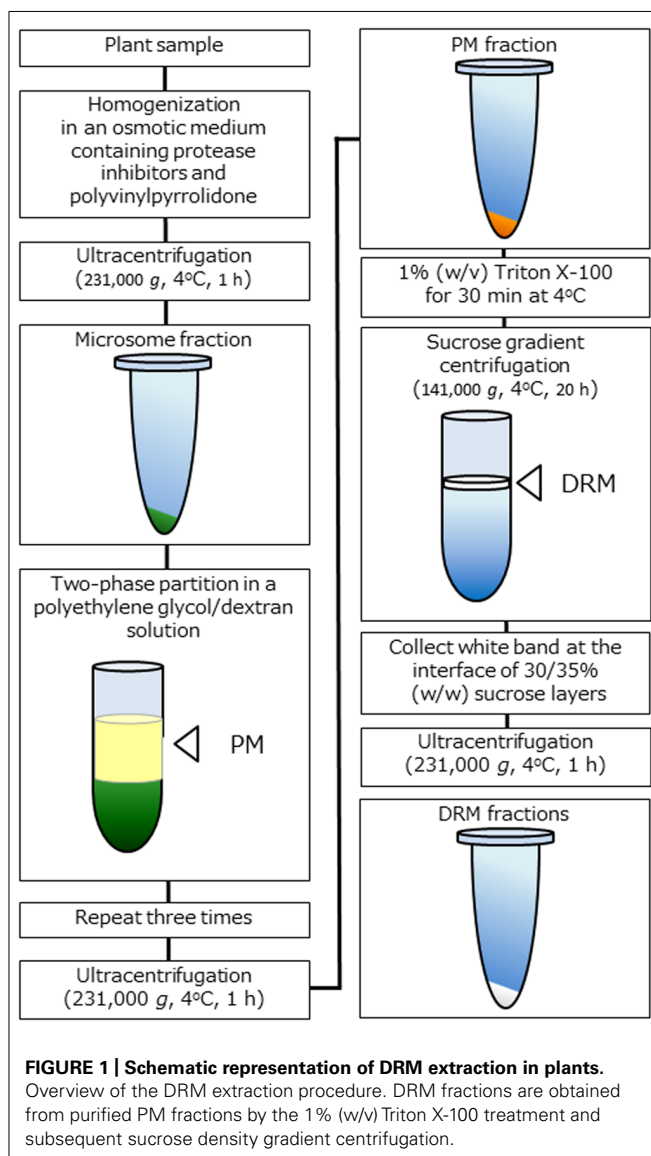 Plant sample
Homogenization
in an osmotic medium
containing protease
inhibitors and
polyvinylpyrrolidone
Ultracentrifugation
(231,000 g, 4ºC, 1 h)
Microsome fraction
Two-phase partition in a
polyethylene glycol/dextran
solution
PM
Repeat three times
Ultracentrifugation
(231,000 g, 4ºC, 1 h)
PM fraction
1% (w/v) Triton X-100
for 30 min at 4ºC
Sucrose gradient
centrifugation
(141,000 g, 4ºC, 20 h)
DRM
Collect white band at the
interface of 30/35%
(w/w) sucrose layers
Ultracentrifugation
(231,000 g, 4ºC, 1 h)
DRM fractions
FIGURE 1 | Schematic representation of DRM extraction in plants.
Overview of the DRM extraction procedure. DRM fractions are obtained
from purified PM fractions by the 1% (w/v) Triton X-100 treatment and
subsequent sucrose density gradient centrifugation.